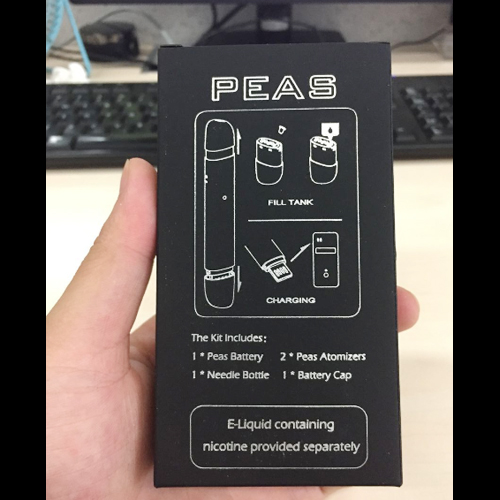 PEAS
FILL TANK
CHARGING
The Kit Includes:
1 * Peas Battery 2 * Peas Atomizers
1 * Needle Bottle 1 * Battery Cap
E-Liquid containing
nicotine provided separately